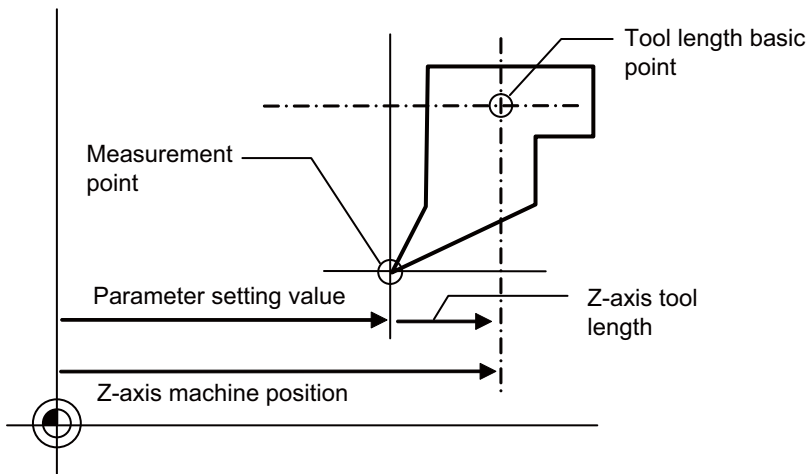 Tool length basic
point
Measurement
point
Parameter setting value
Z-axis tool
length
Z-axis machine position